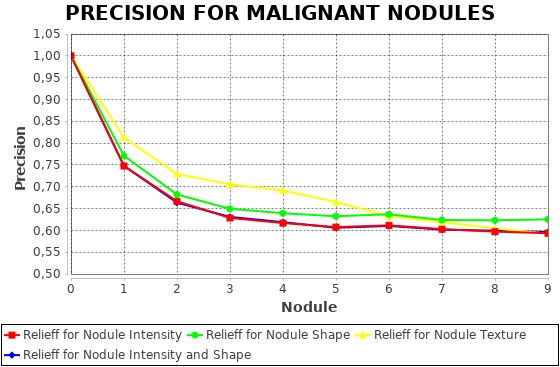 PRECISION FOR MALIGNANT NODULES
1,05
1,00
0,95
0,90
0,85
0,80
0,75
0,70
0,65
0,60
0,55
0,50
Precision
0 1 2 3 4 5 6 7 8 9
Nodule
Relieff for Nodule Intensity Relieff for Nodule Shape Relieff for Nodule Texture
Relieff for Nodule Intensity and Shape